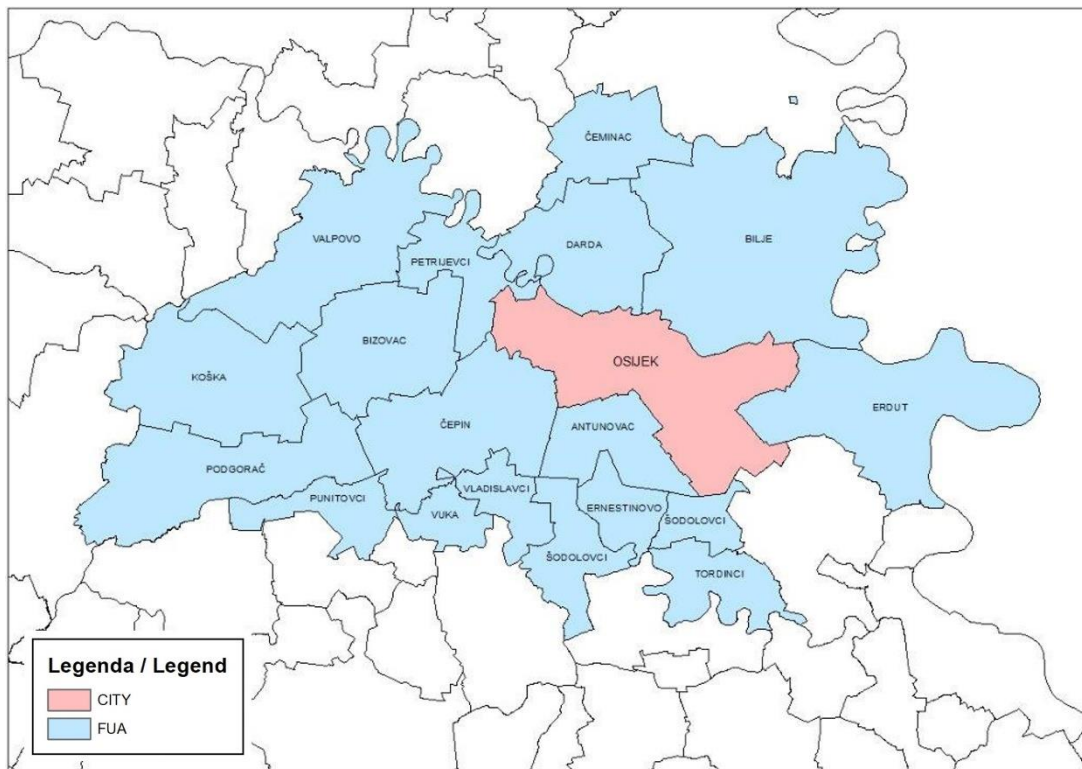 ČEMINAC
VALPOVO
BILJE
DARDA
PETRIJEVCI
BIZOVAC
OSIJEK
KOŠKA
ERDUT
ČEPIN
ANTUNOVAC
PODGORAČ
VLADISLAVCI
PUNITOVCI
ERNESTINOVO
VUKA
ŠODOLOVCI
ŠODOLOVCI
TORDINCI
Legenda / Legend
CITY
FUA